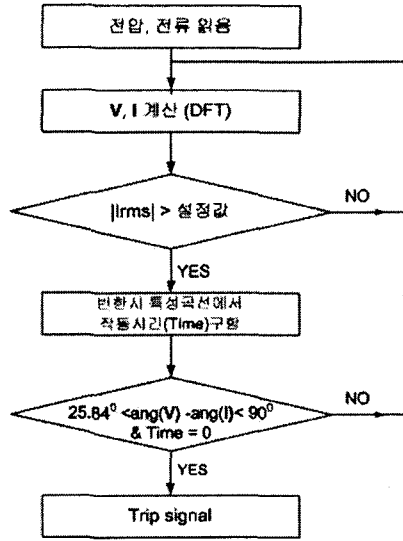 전압, 전류 읽음
V, I 계산 (DFT)
|Irms| > 설정값
NO
YES
반한시 특성곡선에서
작동시간(Time)구함
25.84⁰ <ang(V) -ang(I)< 90⁰
& Time = 0
NO
YES
Trip signal